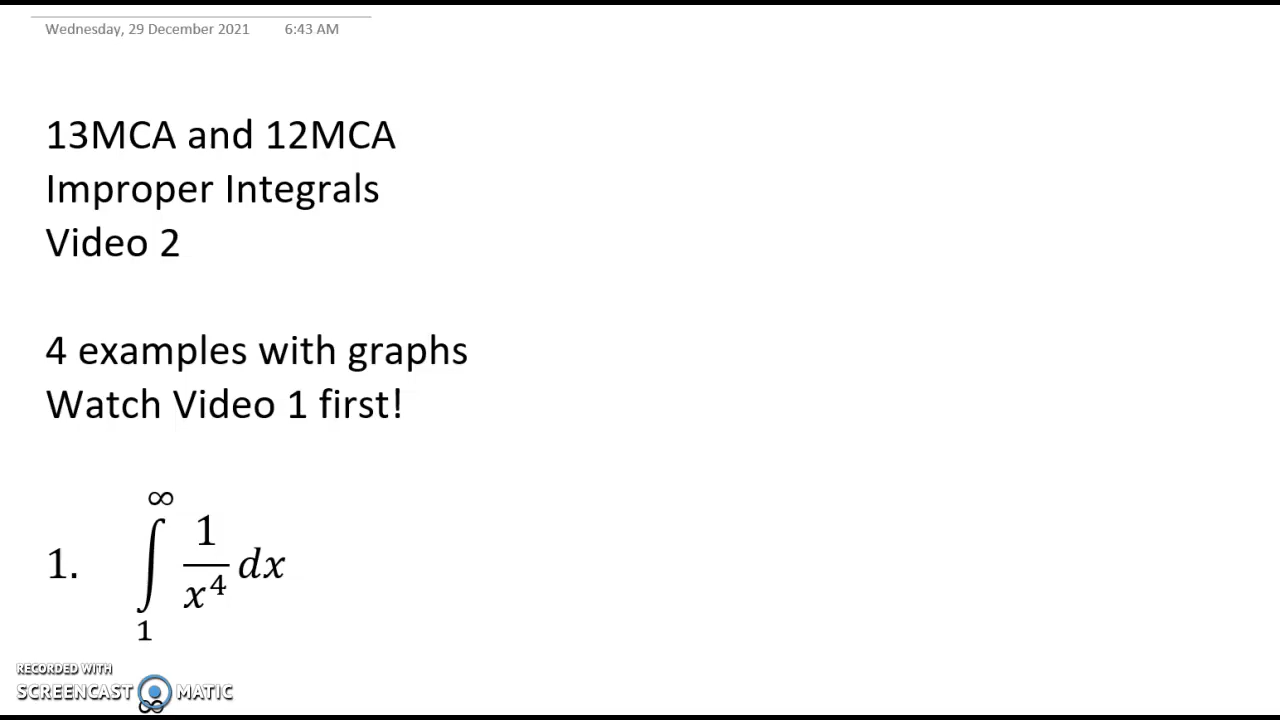 Wednesday, 29 December 2021 6:43 AM
13MCA and 12MCA
Improper Integrals
Video 2
4 examples with graphs
Watch Video 1 first!
1. ∫₁^∞ 1/x⁴ dx
RECORDED WITH
SCREENCAST MATIC
∞